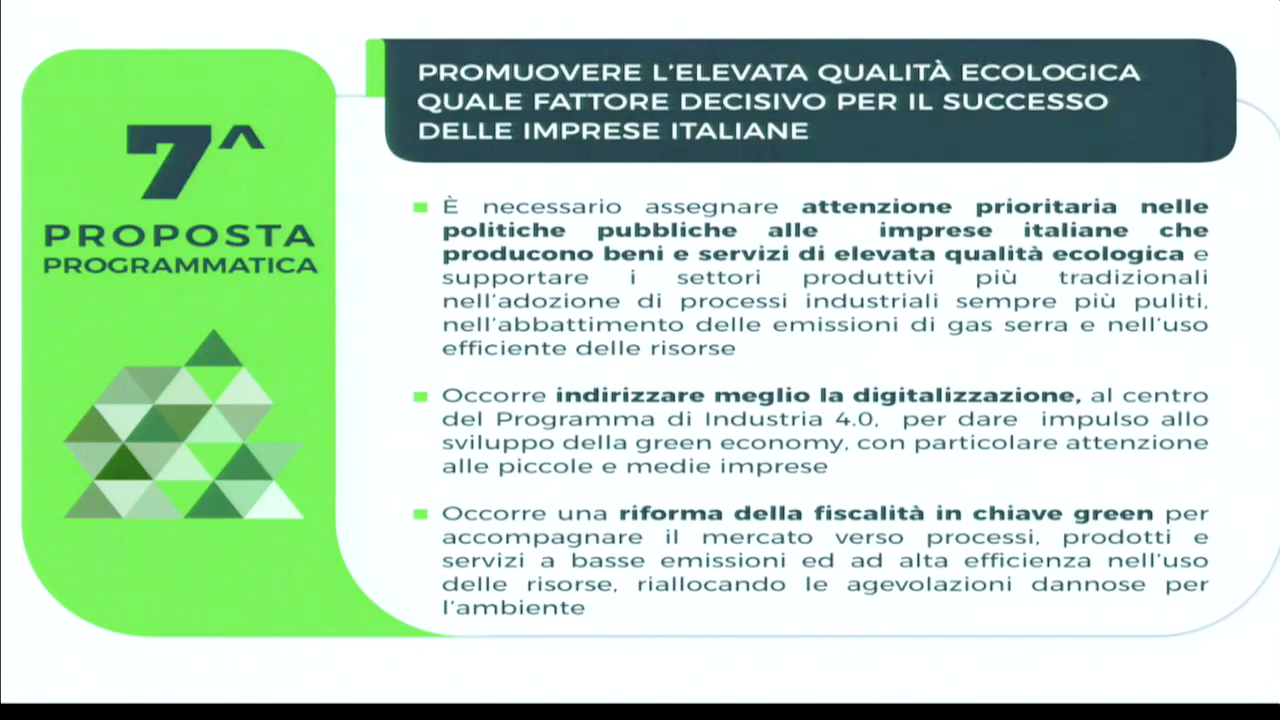 7^
PROPOSTA
PROGRAMMATICA
PROMUOVERE L'ELEVATA QUALITÀ ECOLOGICA
QUALE FATTORE DECISIVO PER IL SUCCESSO
DELLE IMPRESE ITALIANE
È necessario assegnare attenzione prioritaria nelle
politiche pubbliche alle imprese italiane che
producono beni e servizi di elevata qualità ecologica e
supportare i settori produttivi più tradizionali
nell'adozione di processi industriali sempre più puliti,
nell'abbattimento delle emissioni di gas serra e nell'uso
efficiente delle risorse
Occorre indirizzare meglio la digitalizzazione, al centro
del Programma di Industria 4.0, per dare impulso allo
sviluppo della green economy, con particolare attenzione
alle piccole e medie imprese
Occorre una riforma della fiscalità in chiave green per
accompagnare il mercato verso processi, prodotti e
servizi a basse emissioni ed ad alta efficienza nell'uso
delle risorse, riallocando le agevolazioni dannose per
l'ambiente